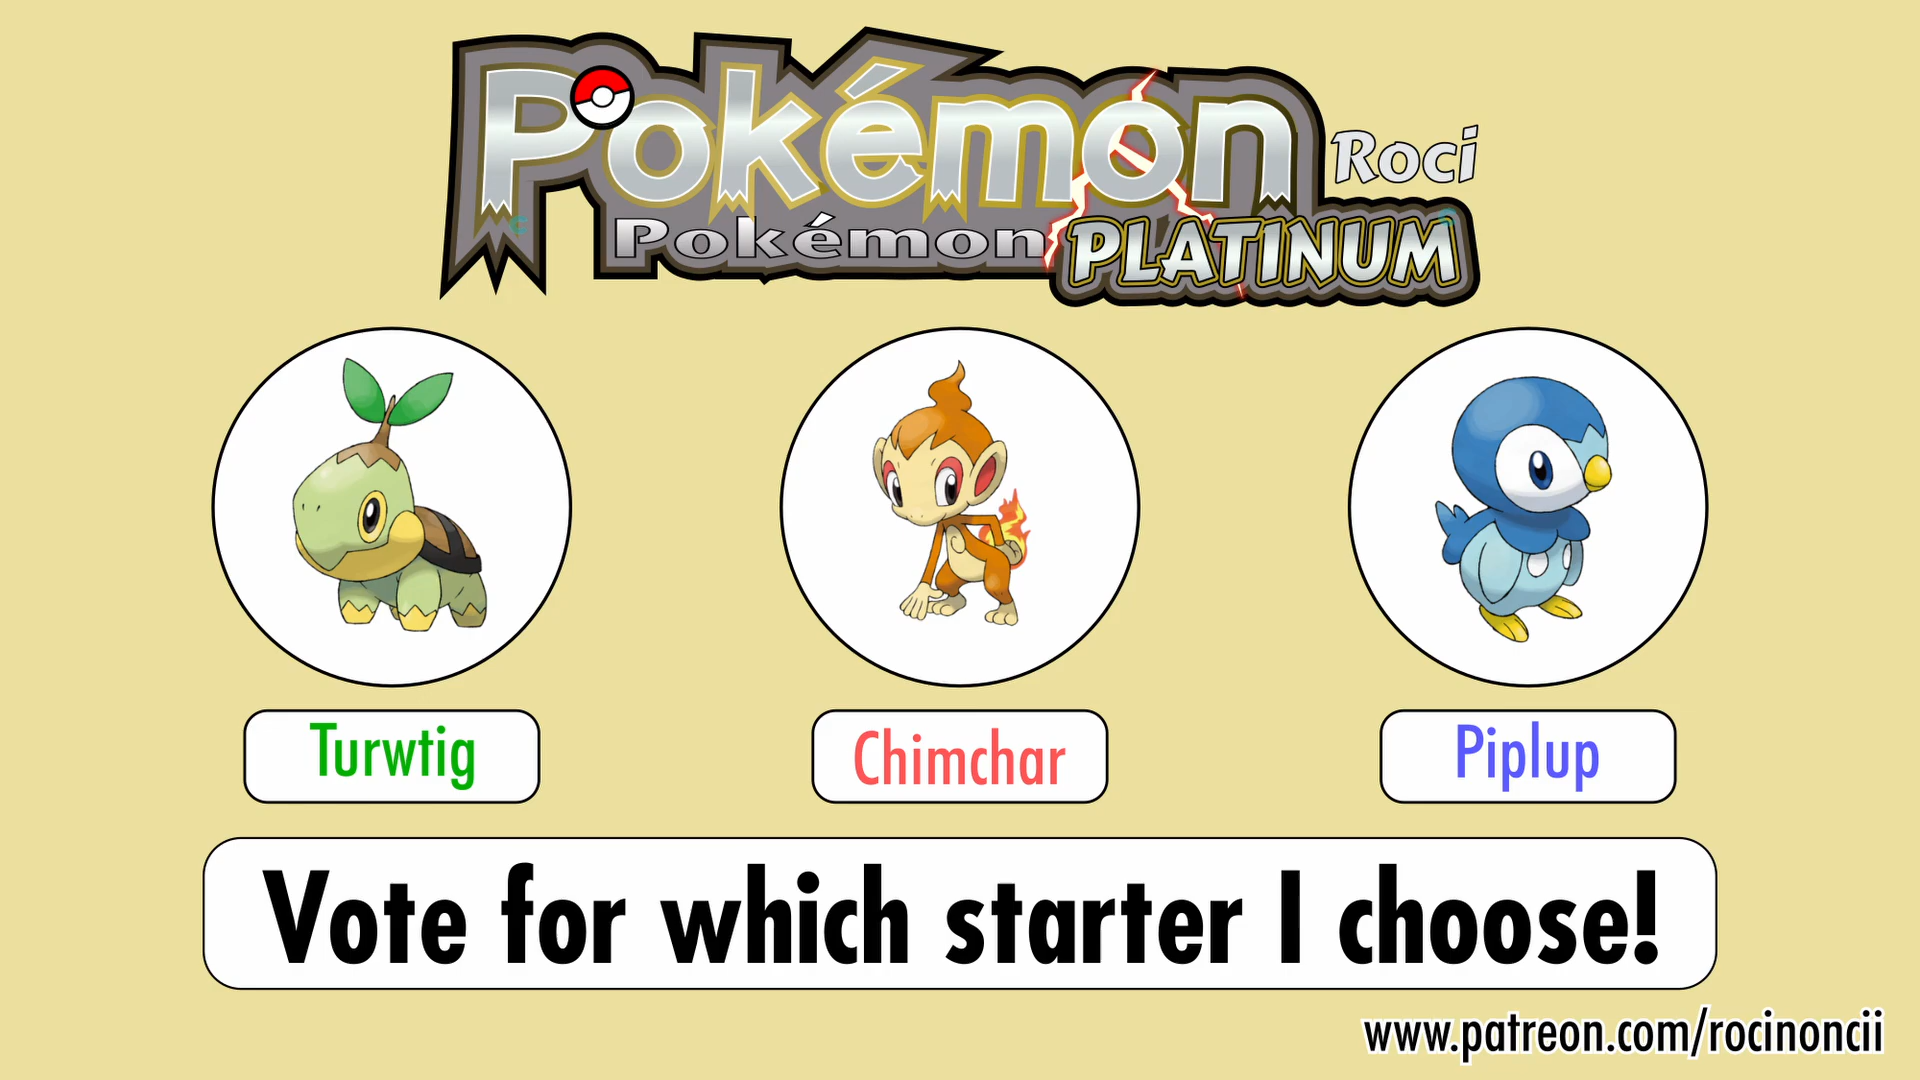 Pokémon
Roci
Pokémon PLATINUM
Turwtig
Chimchar
Piplup
Vote for which starter I choose!
www.patreon.com/rocinoncii